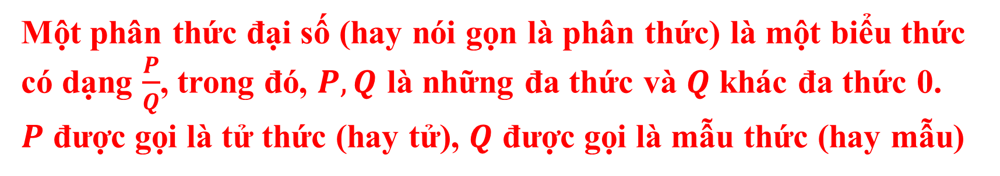 Một phân thức đại số (hay nói gọn là phân thức) là một biểu thức
có dạng P/Q, trong đó, P, Q là những đa thức và Q khác đa thức 0.
P được gọi là tử thức (hay tử), Q được gọi là mẫu thức (hay mẫu)